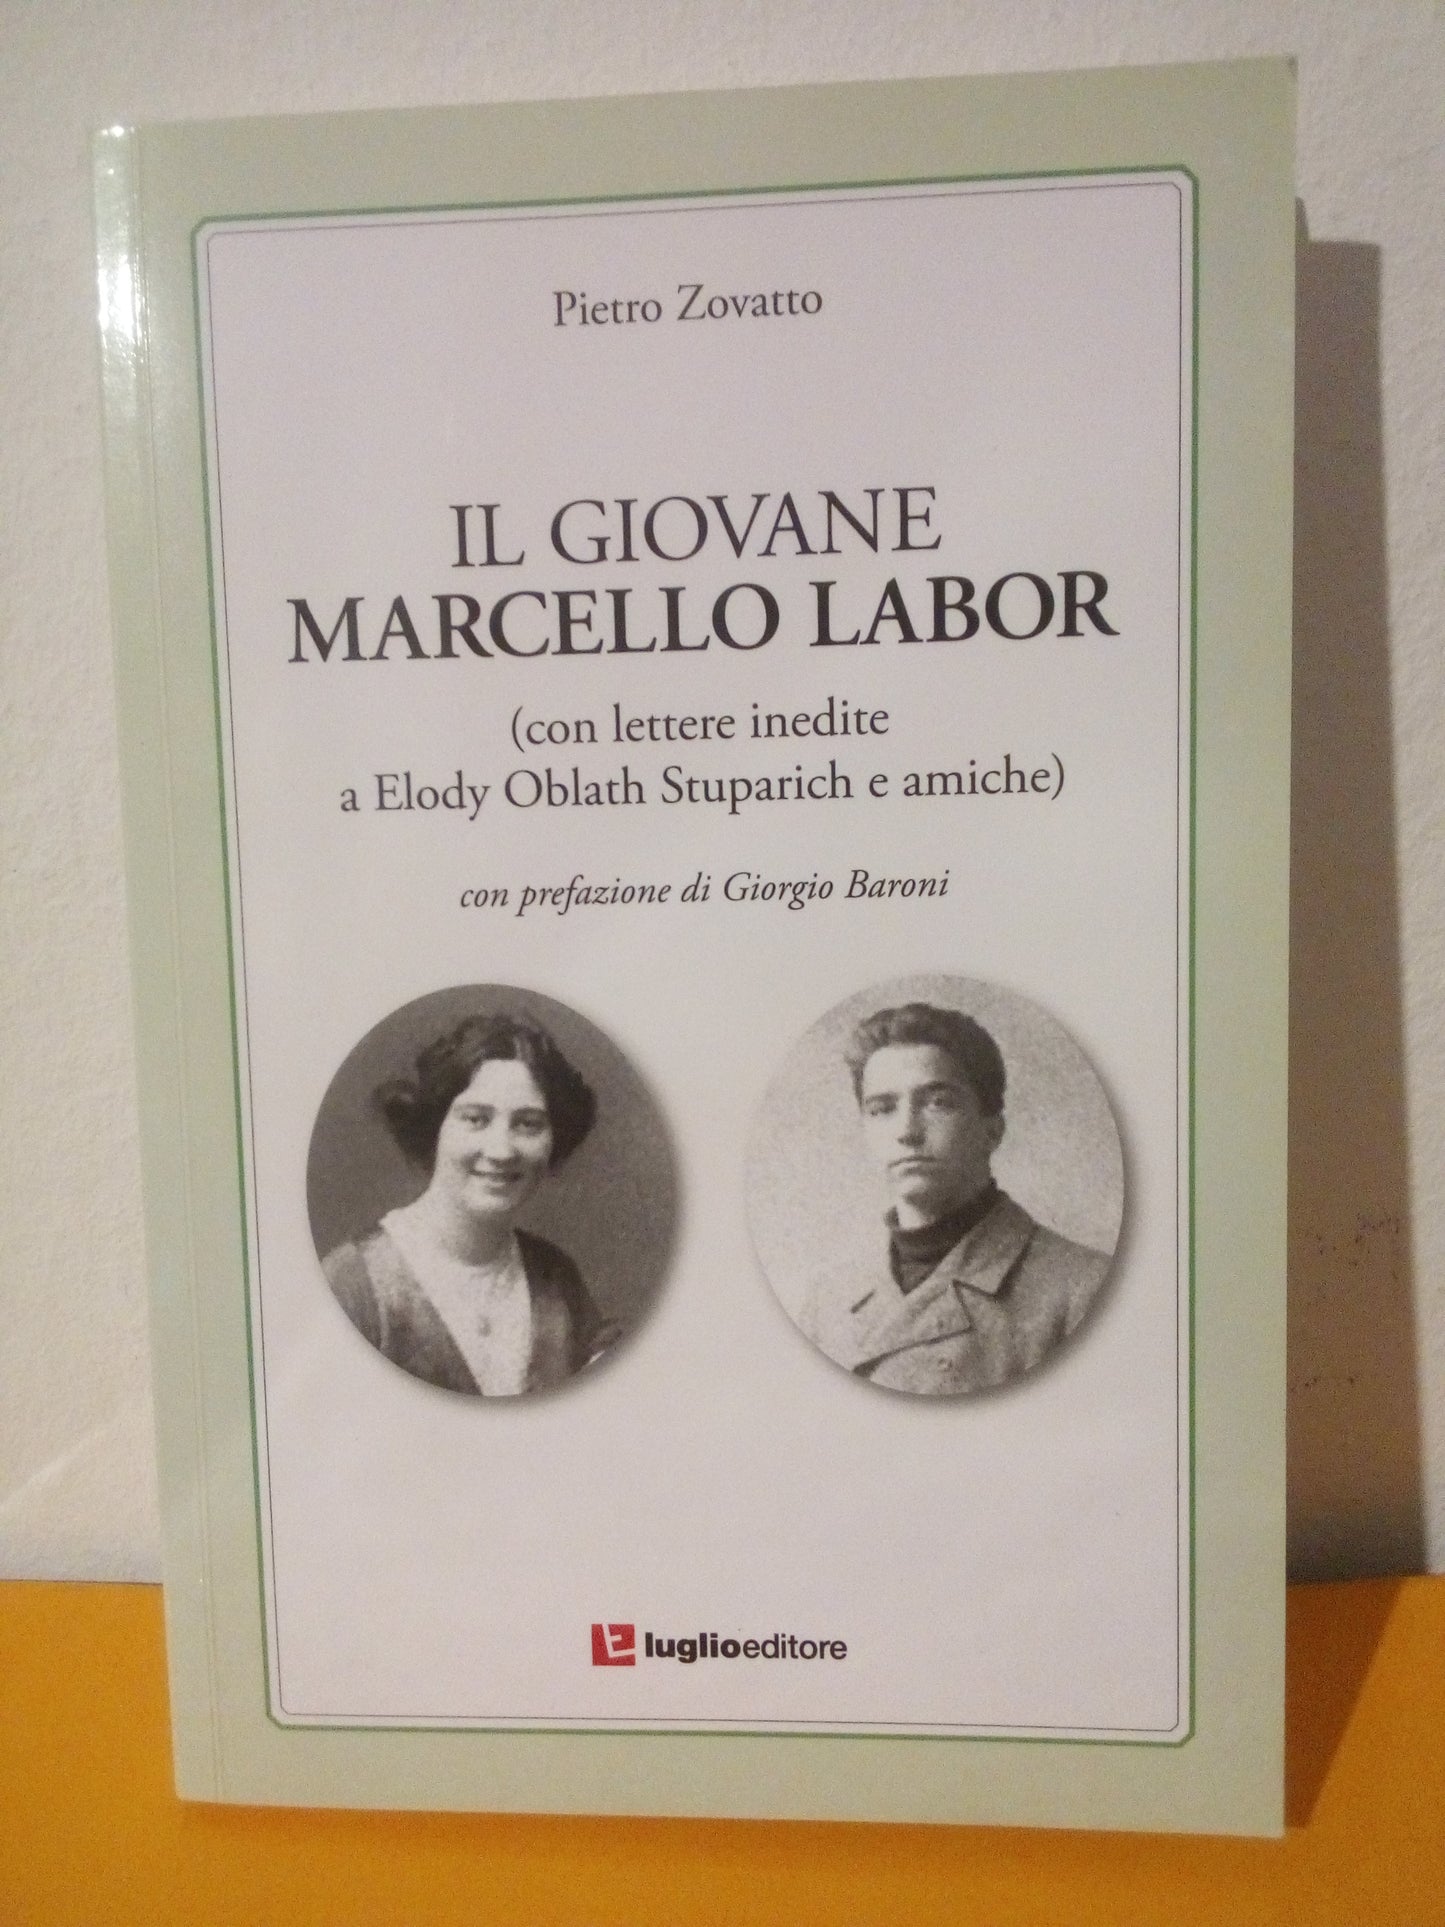 Pietro Zovatto
IL GIOVANE
MARCELLO LABOR
(con lettere inedite
a Elody Oblath Stuparich e amiche)
con prefazione di Giorgio Baroni
luglioeditore